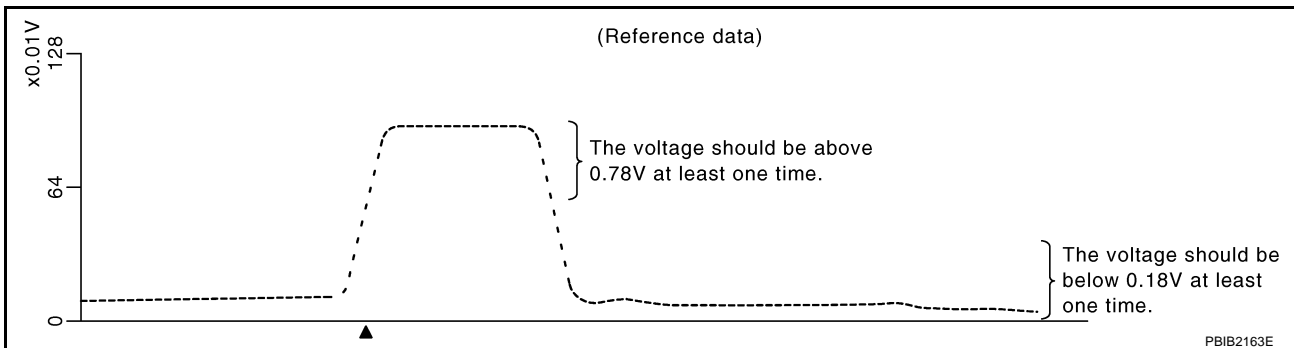 (Reference data)
x0.01V
128
64
0
The voltage should be above
0.78V at least one time.
The voltage should be
below 0.18V at least
one time.
PBIB2163E